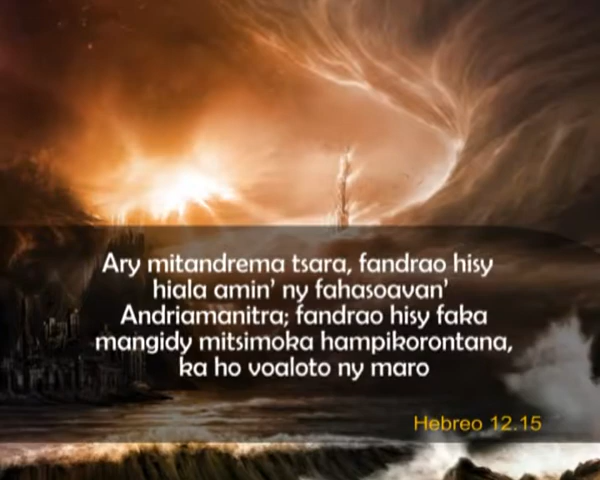 Ary mitandrema tsara, fandrao hisy
hiala amin' ny fahasoavan'
Andriamanitra; fandrao hisy faka
mangidy mitsimoka hampikorontana,
ka ho voaloto ny maro
Hebreo 12.15